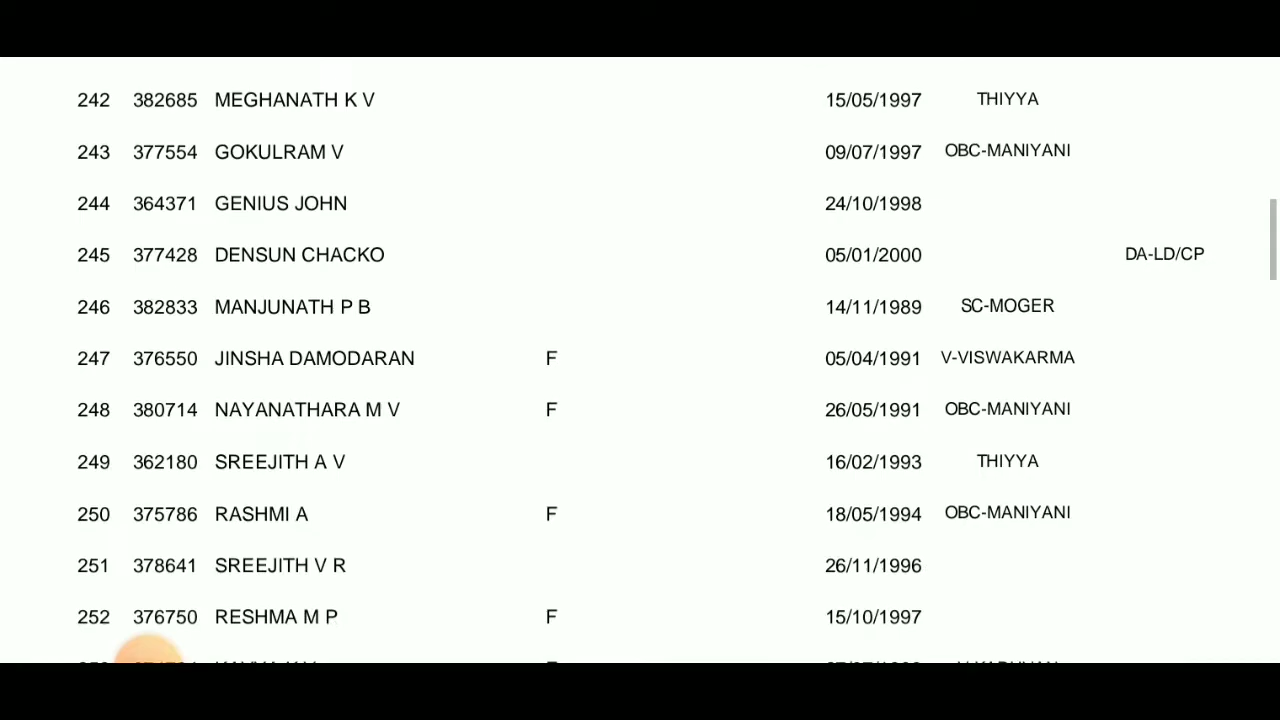 242 382685 MEGHANATH K V 15/05/1997 THIYYA
243 377554 GOKULRAM V 09/07/1997 OBC-MANIYANI
244 364371 GENIUS JOHN 24/10/1998
245 377428 DENSUN CHACKO 05/01/2000 DA-LD/CP
246 382833 MANJUNATH P B 14/11/1989 SC-MOGER
247 376550 JINSHA DAMODARAN F 05/04/1991 V-VISWAKARMA
248 380714 NAYANATHARA M V F 26/05/1991 OBC-MANIYANI
249 362180 SREEJITH A V 16/02/1993 THIYYA
250 375786 RASHMI A F 18/05/1994 OBC-MANIYANI
251 378641 SREEJITH V R 26/11/1996
252 376750 RESHMA M P F 15/10/1997